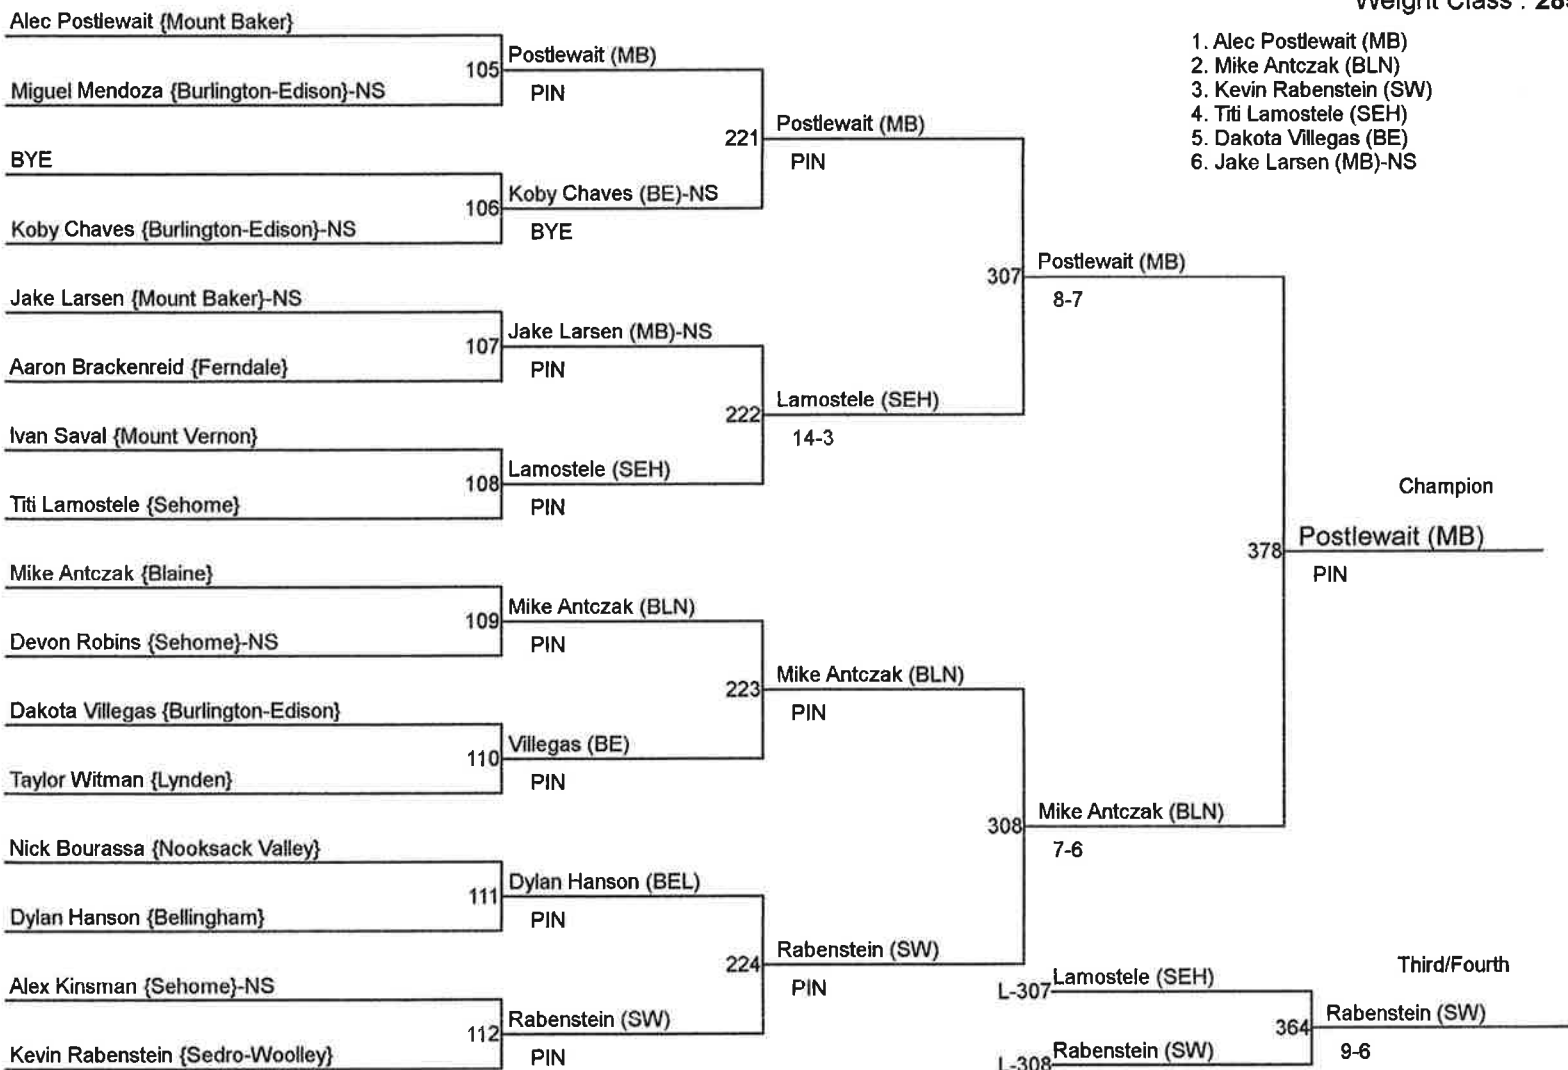 Weight Class : 28
1. Alec Postlewait (MB)
2. Mike Antczak (BLN)
3. Kevin Rabenstein (SW)
4. Titi Lamostele (SEH)
5. Dakota Villegas (BE)
6. Jake Larsen (MB)-NS
Alec Postlewait {Mount Baker}
105 Postlewait (MB)
Miguel Mendoza {Burlington-Edison}-NS
PIN
221 Postlewait (MB)
PIN
BYE
106 Koby Chaves (BE)-NS
Koby Chaves {Burlington-Edison}-NS
BYE
307 Postlewait (MB)
8-7
Jake Larsen {Mount Baker}-NS
107 Jake Larsen (MB)-NS
Aaron Brackenreid {Ferndale}
PIN
222 Lamostele (SEH)
14-3
Ivan Saval {Mount Vernon}
108 Lamostele (SEH)
Titi Lamostele {Sehome}
PIN
Champion
378 Postlewait (MB)
PIN
Mike Antczak {Blaine}
109 Mike Antczak (BLN)
Devon Robins {Sehome}-NS
PIN
223 Mike Antczak (BLN)
PIN
Dakota Villegas {Burlington-Edison}
110 Villegas (BE)
Taylor Witman {Lynden}
PIN
308 Mike Antczak (BLN)
7-6
Nick Bourassa {Nooksack Valley}
111 Dylan Hanson (BEL)
Dylan Hanson {Bellingham}
PIN
224 Rabenstein (SW)
PIN
Alex Kinsman {Sehome}-NS
112 Rabenstein (SW)
Kevin Rabenstein {Sedro-Woolley}
PIN
Third/Fourth
L-307 Lamostele (SEH)
364 Rabenstein (SW)
L-308 Rabenstein (SW)
9-6